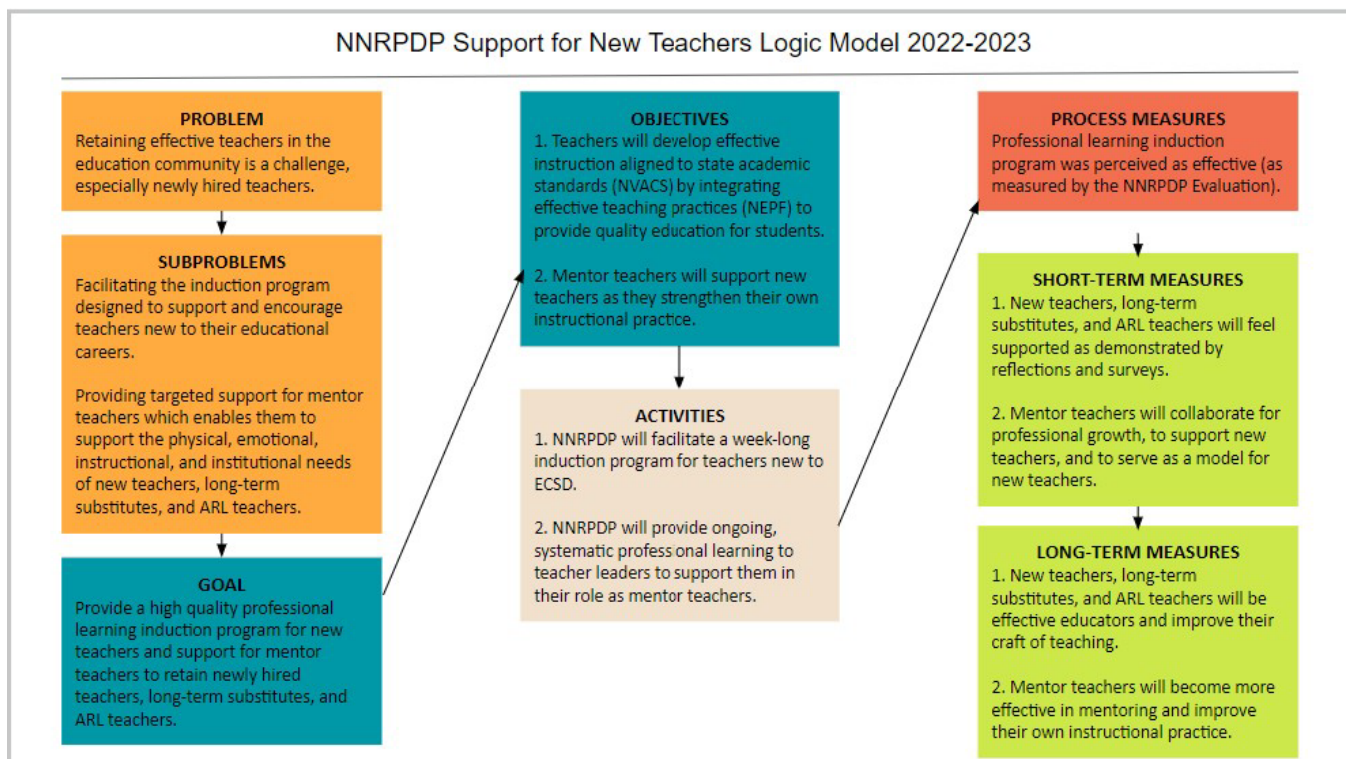 NNRPDP Support for New Teachers Logic Model 2022-2023
PROBLEM
Retaining effective teachers in the
education community is a challenge,
especially newly hired teachers.
SUBPROBLEMS
Facilitating the induction program
designed to support and encourage
teachers new to their educational
careers.
Providing targeted support for mentor
teachers which enables them to
support the physical, emotional,
instructional, and institutional needs
of new teachers, long-term
substitutes, and ARL teachers.
GOAL
Provide a high quality professional
learning induction program for new
teachers and support for mentor
teachers to retain newly hired
teachers, long-term substitutes, and
ARL teachers.
OBJECTIVES
1. Teachers will develop effective
instruction aligned to state academic
standards (NVACS) by integrating
effective teaching practices (NEPF) to
provide quality education for students.
2. Mentor teachers will support new
teachers as they strengthen their own
instructional practice.
ACTIVITIES
1. NNRPDP will facilitate a week-long
induction program for teachers new to
ECSD.
2. NNRPDP will provide ongoing,
systematic professional learning to
teacher leaders to support them in
their role as mentor teachers.
PROCESS MEASURES
Professional learning induction
program was perceived as effective (as
measured by the NNRPDP Evaluation).
SHORT-TERM MEASURES
1. New teachers, long-term
substitutes, and ARL teachers will feel
supported as demonstrated by
reflections and surveys.
2. Mentor teachers will collaborate for
professional growth, to support new
teachers, and to serve as a model for
new teachers.
LONG-TERM MEASURES
1. New teachers, long-term
substitutes, and ARL teachers will be
effective educators and improve their
craft of teaching.
2. Mentor teachers will become more
effective in mentoring and improve
their own instructional practice.